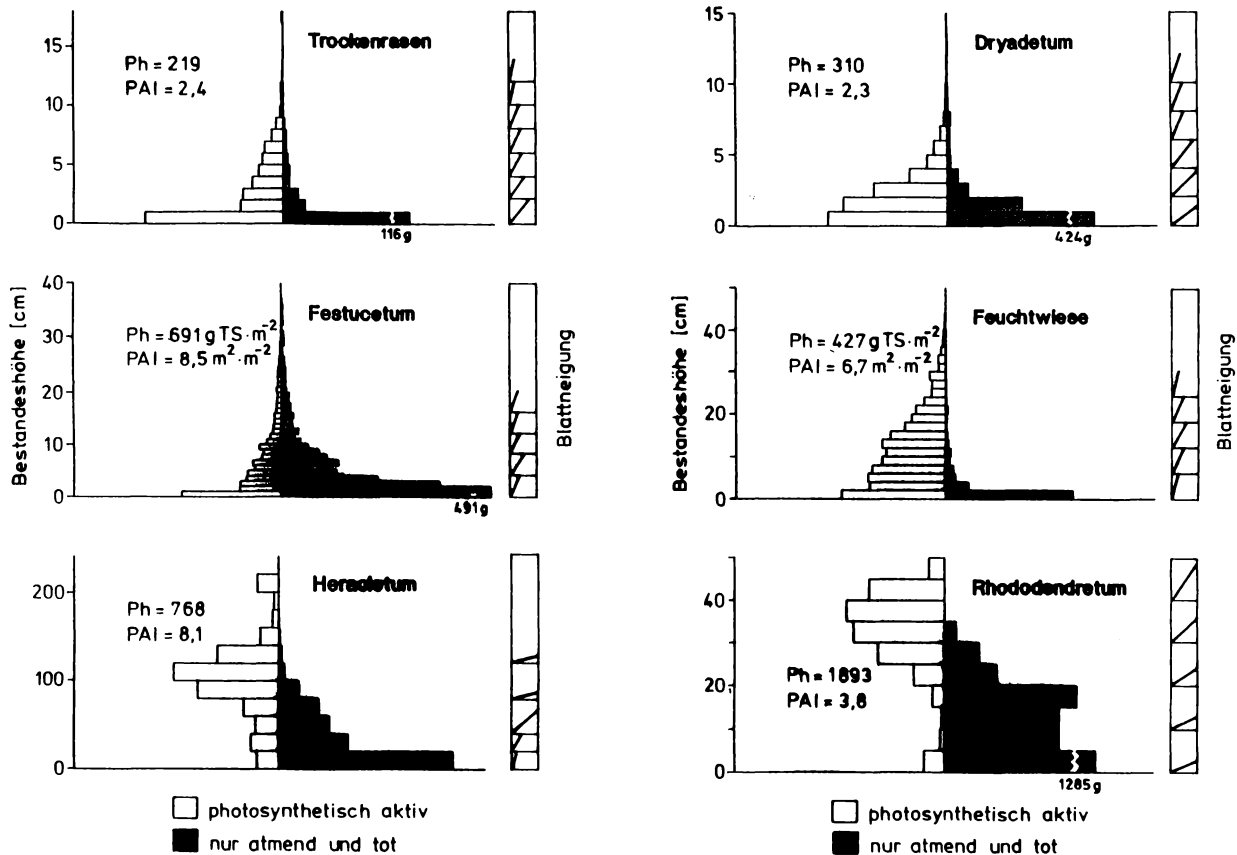 Trockenrasen
Ph = 219
PAI = 2,4
15
10
5
0
116g
Dryadetum
Ph = 310
PAI = 2,3
15
10
5
0
424g
Bestandeshöhe [cm]
Festucetum
Ph = 691 g TS·m⁻²
PAI = 8,5 m²·m⁻²
40
30
20
10
0
491g
Blattneigung
Bestandeshöhe [cm]
Feuchtwiese
Ph = 427 g TS·m⁻²
PAI = 6,7 m²·m⁻²
40
20
0
Blattneigung
Heracletum
Ph = 768
PAI = 8,1
200
100
0
Rhododendretum
Ph = 1893
PAI = 3,8
40
20
0
1285g
photosynthetisch aktiv
nur atmend und tot
photosynthetisch aktiv
nur atmend und tot